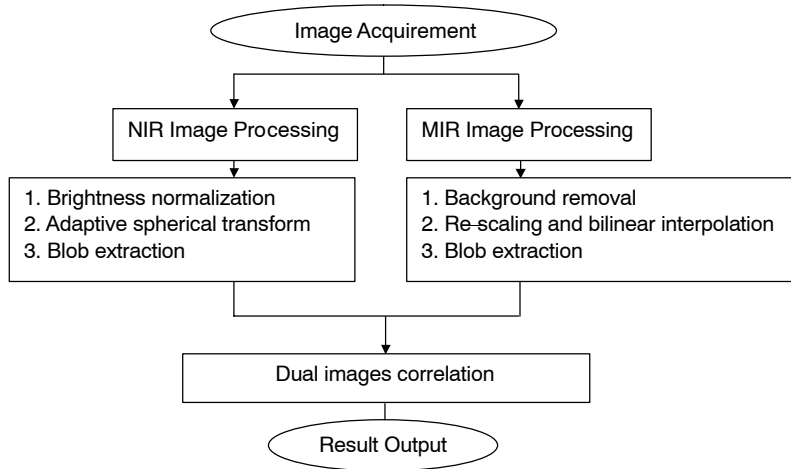 Image Acquirement
NIR Image Processing
MIR Image Processing
1. Brightness normalization
2. Adaptive spherical transform
3. Blob extraction
1. Background removal
2. Re-scaling and bilinear interpolation
3. Blob extraction
Dual images correlation
Result Output